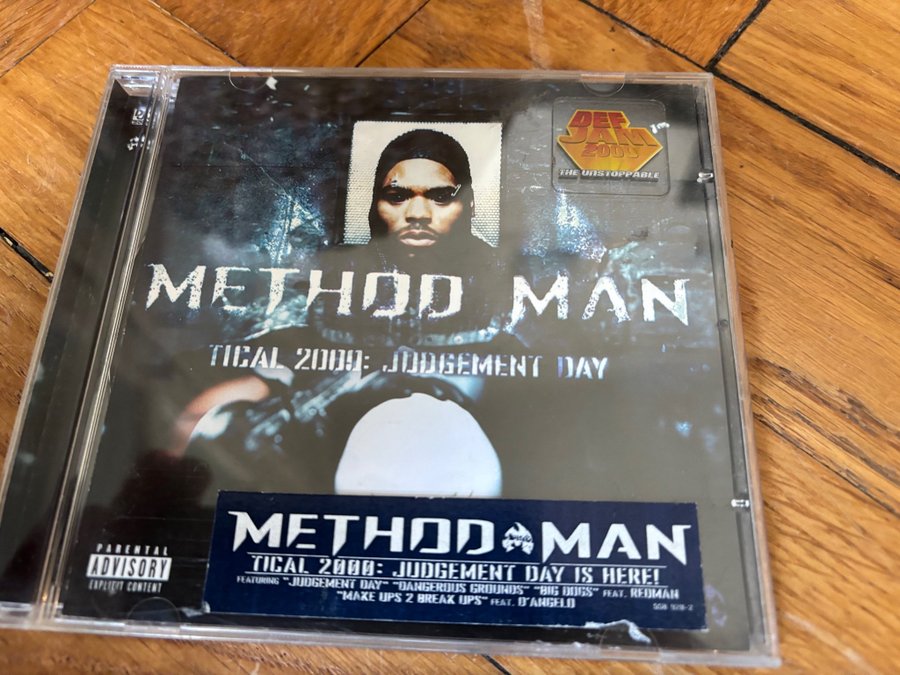 DEF
JAM
2000
THE UNSTOPPABLE
METHOD MAN
TICAL 2000: JUDGEMENT DAY
METHOD MAN
TICAL 2000: JUDGEMENT DAY IS HERE!
FEATURING "JUDGEMENT DAY" "DANGEROUS GROUNDS" "BIG DOGS" FEAT. REDMAN
"MAKE UPS 2 BREAK UPS" FEAT. D'ANGELO
PARENTAL
ADVISORY
EXPLICIT CONTENT